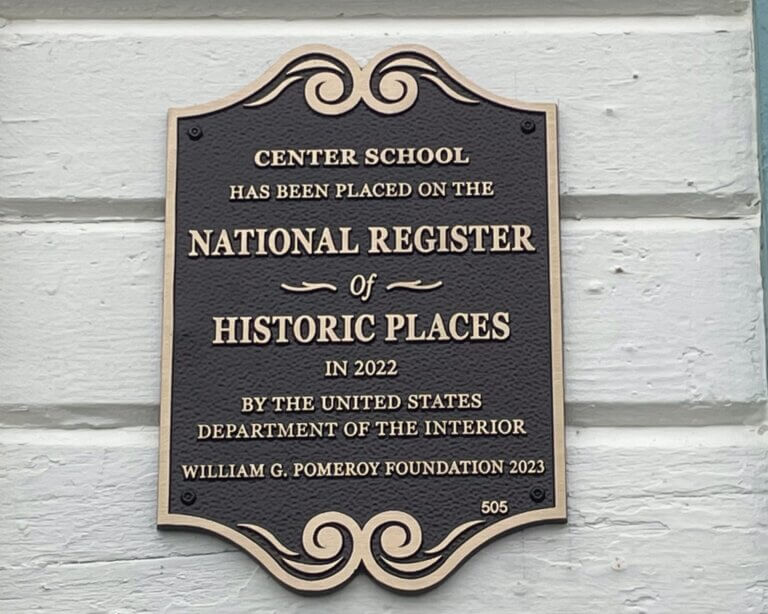 CENTER SCHOOL
HAS BEEN PLACED ON THE
NATIONAL REGISTER
Of
HISTORIC PLACES
IN 2022
BY THE UNITED STATES
DEPARTMENT OF THE INTERIOR
WILLIAM G. POMEROY FOUNDATION 2023
505